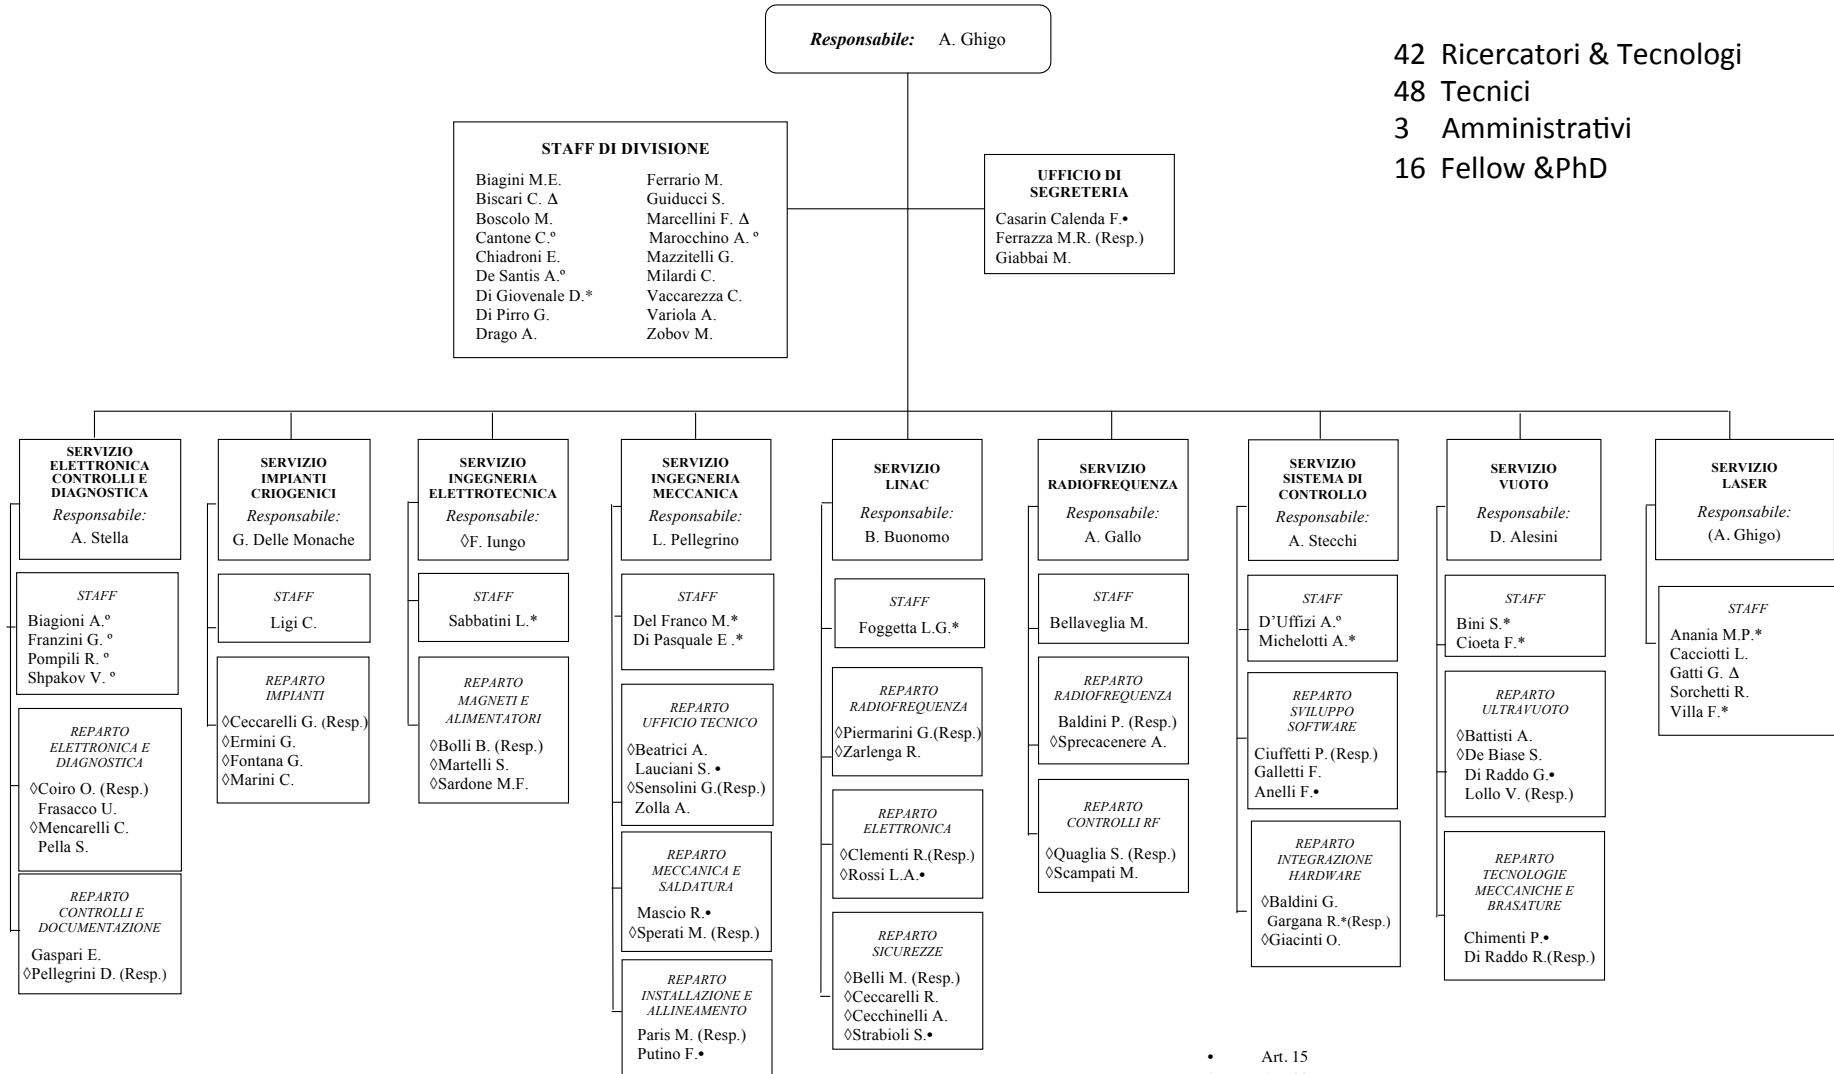 Responsabile: A. Ghigo
42 Ricercatori & Tecnologi
48 Tecnici
3 Amministrativi
16 Fellow &PhD
STAFF DI DIVISIONE
Biagini M.E.
Biscari C. Δ
Boscolo M.
Cantone C.º
Chiadroni E.
De Santis A.º
Di Giovenale D.*
Di Pirro G.
Drago A.
Ferrario M.
Guiducci S.
Marcellini F. Δ
Marocchino A. º
Mazzitelli G.
Milardi C.
Vaccarezza C.
Variola A.
Zobov M.
UFFICIO DI
SEGRETERIA
Casarin Calenda F.•
Ferrazza M.R. (Resp.)
Giabbai M.
SERVIZIO
ELETTRONICA
CONTROLLI E
DIAGNOSTICA
Responsabile:
A. Stella
STAFF
Biagioni A.º
Franzini G. º
Pompili R. º
Shpakov V. º
REPARTO
ELETTRONICA E
DIAGNOSTICA
◊Coiro O. (Resp.)
Frasacco U.
◊Mencarelli C.
Pella S.
REPARTO
CONTROLLI E
DOCUMENTAZIONE
Gaspari E.
◊Pellegrini D. (Resp.)
SERVIZIO
IMPIANTI
CRIOGENICI
Responsabile:
G. Delle Monache
STAFF
Ligi C.
REPARTO
IMPIANTI
◊Ceccarelli G. (Resp.)
◊Ermini G.
◊Fontana G.
◊Marini C.
SERVIZIO
INGEGNERIA
ELETTROTECNICA
Responsabile:
◊F. Iungo
STAFF
Sabbatini L.*
REPARTO
MAGNETI E
ALIMENTATORI
◊Bolli B. (Resp.)
◊Martelli S.
◊Sardone M.F.
SERVIZIO
INGEGNERIA
MECCANICA
Responsabile:
L. Pellegrino
STAFF
Del Franco M.*
Di Pasquale E .*
REPARTO
UFFICIO TECNICO
◊Beatrici A.
Lauciani S. •
◊Sensolini G.(Resp.)
Zolla A.
REPARTO
MECCANICA E
SALDATURA
Mascio R.•
◊Sperati M. (Resp.)
REPARTO
INSTALLAZIONE E
ALLINEAMENTO
Paris M. (Resp.)
Putino F.•
SERVIZIO
LINAC
Responsabile:
B. Buonomo
STAFF
Foggetta L.G.*
REPARTO
RADIOFREQUENZA
◊Piermarini G.(Resp.)
◊Zarlenga R.
REPARTO
ELETTRONICA
◊Clementi R.(Resp.)
◊Rossi L.A.•
REPARTO
SICUREZZE
◊Belli M. (Resp.)
◊Ceccarelli R.
◊Cecchinelli A.
◊Strabioli S.•
SERVIZIO
RADIOFREQUENZA
Responsabile:
A. Gallo
STAFF
Bellaveglia M.
REPARTO
RADIOFREQUENZA
Baldini P. (Resp.)
◊Sprecacenere A.
REPARTO
CONTROLLI RF
◊Quaglia S. (Resp.)
◊Scampati M.
SERVIZIO
SISTEMA DI
CONTROLLO
Responsabile:
A. Stecchi
STAFF
D'Uffizi A.º
Michelotti A.*
REPARTO
SVILUPPO
SOFTWARE
Ciuffetti P. (Resp.)
Galletti F.
Anelli F.•
REPARTO
INTEGRAZIONE
HARDWARE
◊Baldini G.
Gargana R.*(Resp.)
◊Giacinti O.
SERVIZIO
VUOTO
Responsabile:
D. Alesini
STAFF
Bini S.*
Cioeta F.*
REPARTO
ULTRAVUOTO
◊Battisti A.
◊De Biase S.
Di Raddo G.•
Lollo V. (Resp.)
REPARTO
TECNOLOGIE
MECCANICHE E
BRASATURE
Chimenti P.•
Di Raddo R.(Resp.)
SERVIZIO
LASER
Responsabile:
(A. Ghigo)
STAFF
Anania M.P.*
Cacciotti L.
Gatti G. Δ
Sorchetti R.
Villa F.*
• Art. 15